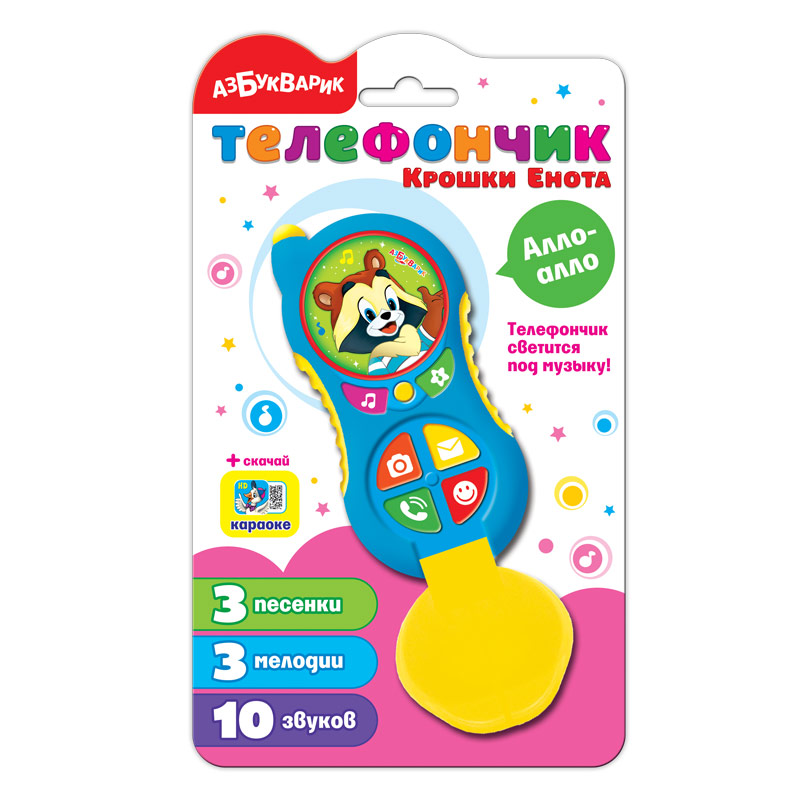 АЗБУКВАРИК
Телефончик
Крошки Енота
Алло-
алло
АЗБУКВАРИК
Телефончик
светится
под музыку!
+ скачай
HD
караоке
3 песенки
3 мелодии
10 звуков